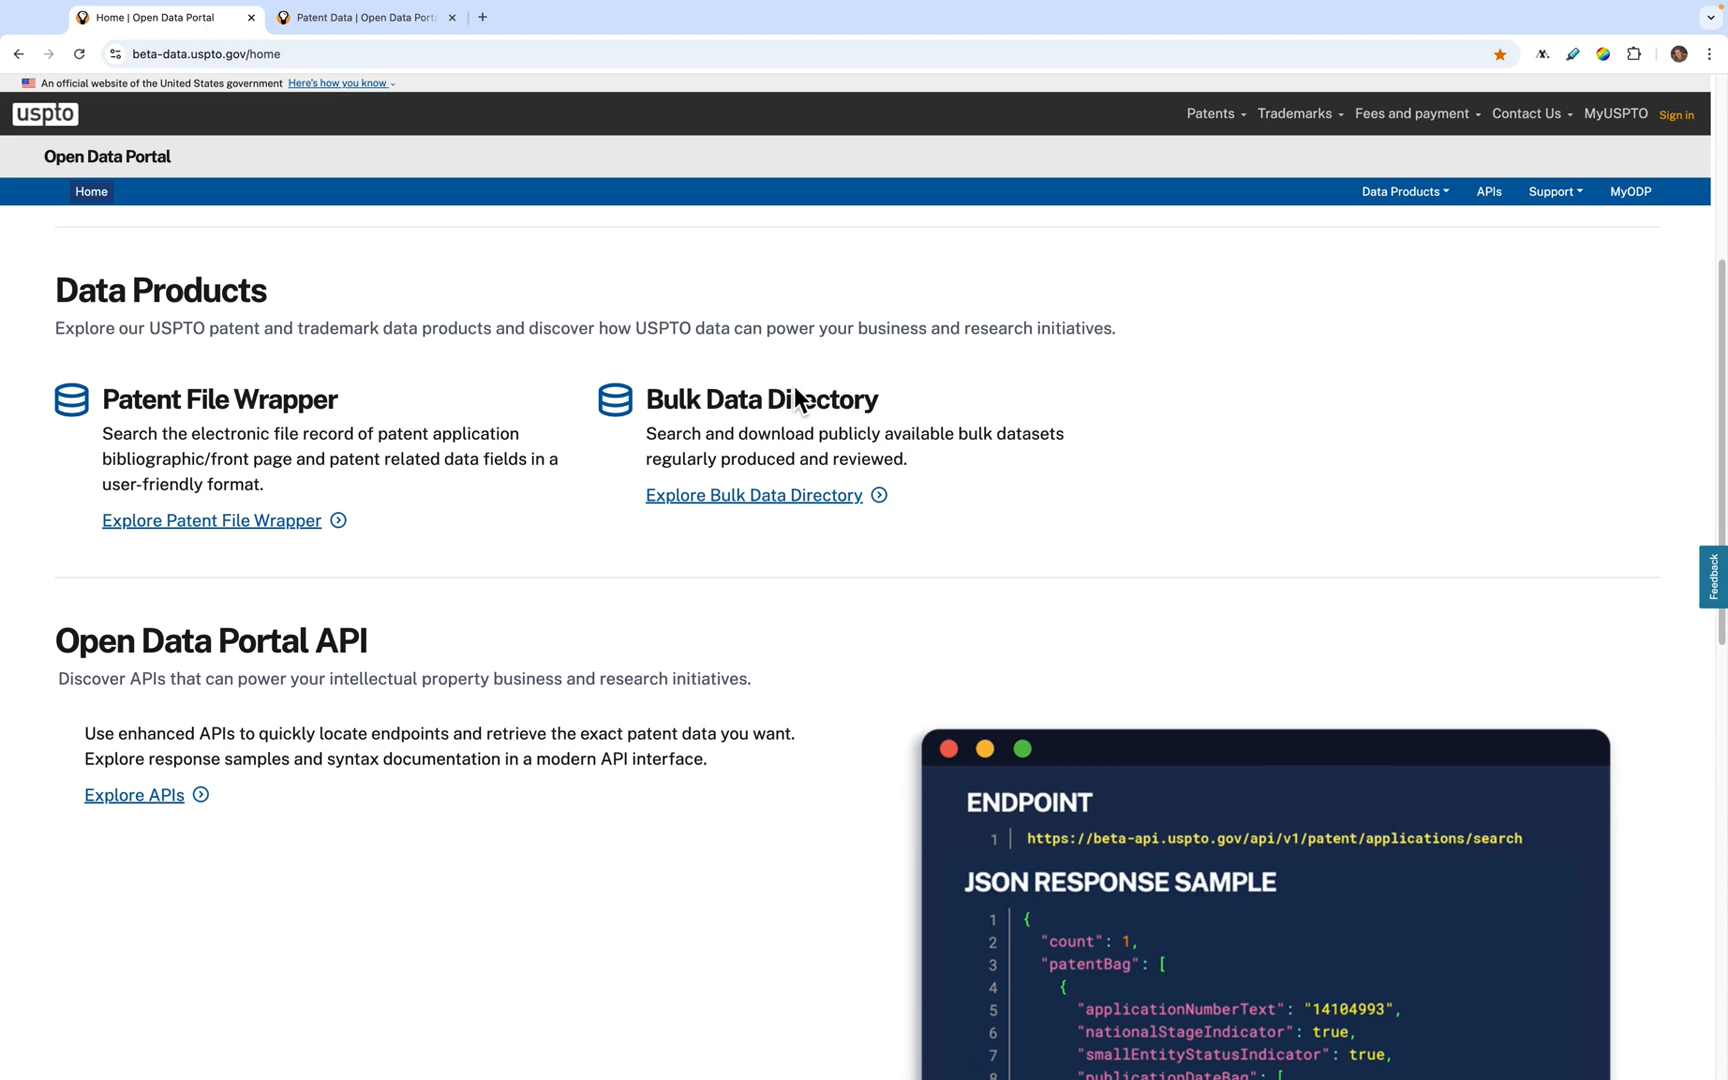 Home | Open Data Portal
Patent Data | Open Data Port
beta-data.uspto.gov/home
An official website of the United States government Here's how you know
uspto
Patents Trademarks Fees and payment Contact Us MyUSPTO Sign in
Open Data Portal
Home
Data Products APIs Support MyODP
Data Products
Explore our USPTO patent and trademark data products and discover how USPTO data can power your business and research initiatives.
Patent File Wrapper
Search the electronic file record of patent application
bibliographic/front page and patent related data fields in a
user-friendly format.
Explore Patent File Wrapper
Bulk Data Directory
Search and download publicly available bulk datasets
regularly produced and reviewed.
Explore Bulk Data Directory
Feedback
Open Data Portal API
Discover APIs that can power your intellectual property business and research initiatives.
Use enhanced APIs to quickly locate endpoints and retrieve the exact patent data you want.
Explore response samples and syntax documentation in a modern API interface.
Explore APIs
ENDPOINT
1 https://beta-api.uspto.gov/api/v1/patent/applications/search
JSON RESPONSE SAMPLE
1 {
2 "count": 1,
3 "patentBag": [
4 {
5 "applicationNumberText": "14104993",
6 "nationalStageIndicator": true,
7 "smallEntityStatusIndicator": true,
8 "publicationDateBag": [